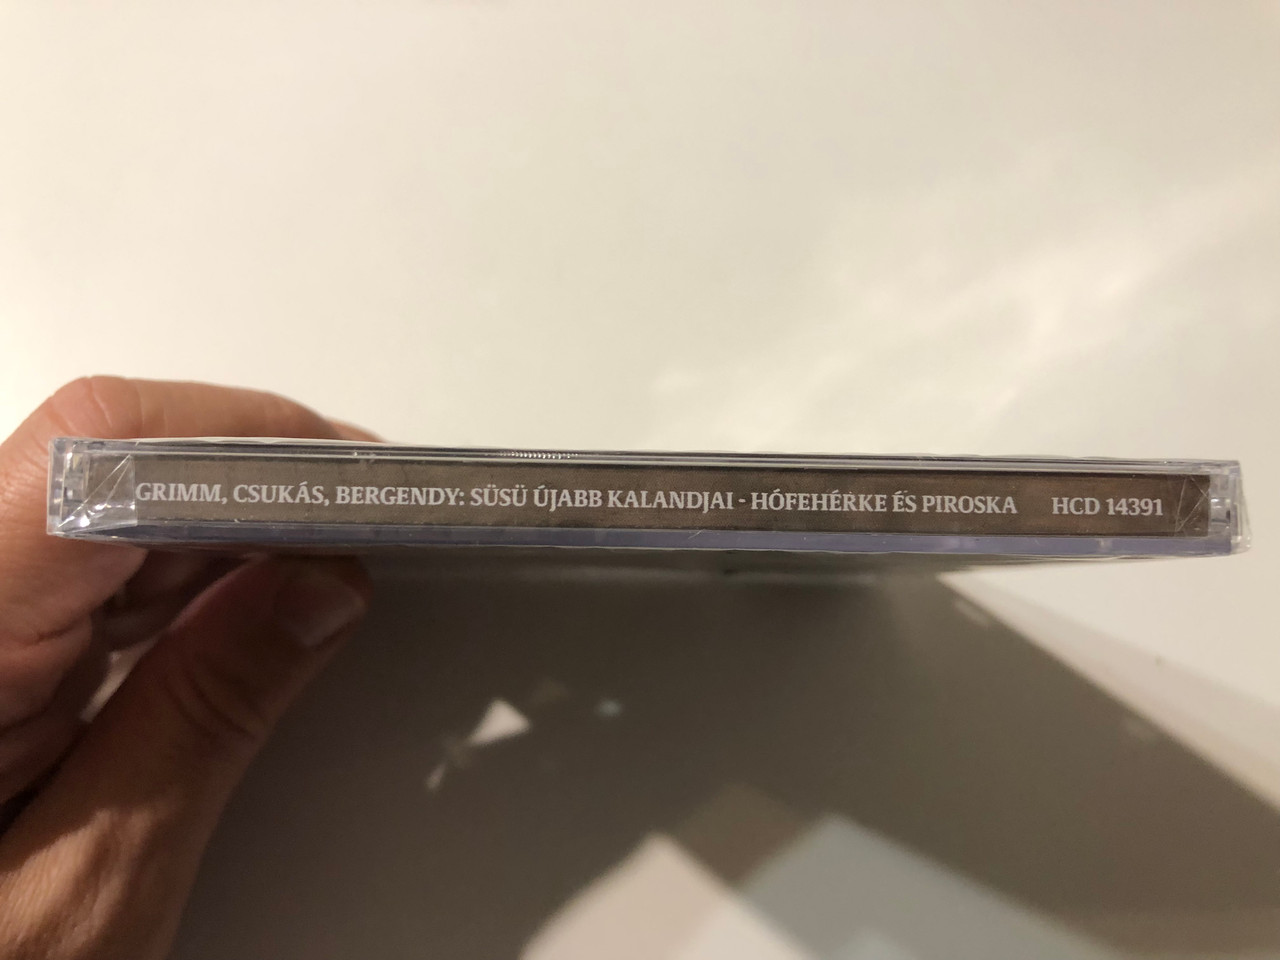 GRIMM, CSUKÁS, BERGENDY: SÜSÜ ÚJABB KALANDJAI - HÓFEHÉRKE ÉS PIROSKA HCD 14391